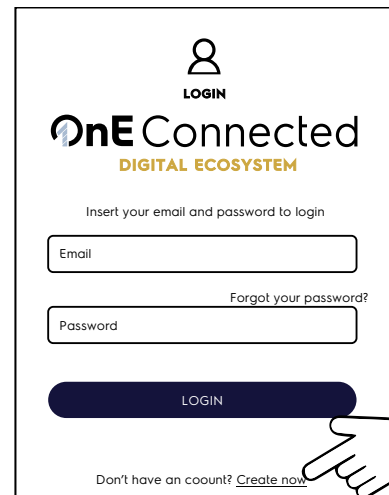 LOGIN
OnE Connected
DIGITAL ECOSYSTEM
Insert your email and password to login
Email
Forgot your password?
Password
LOGIN
Don't have an coount? Create now